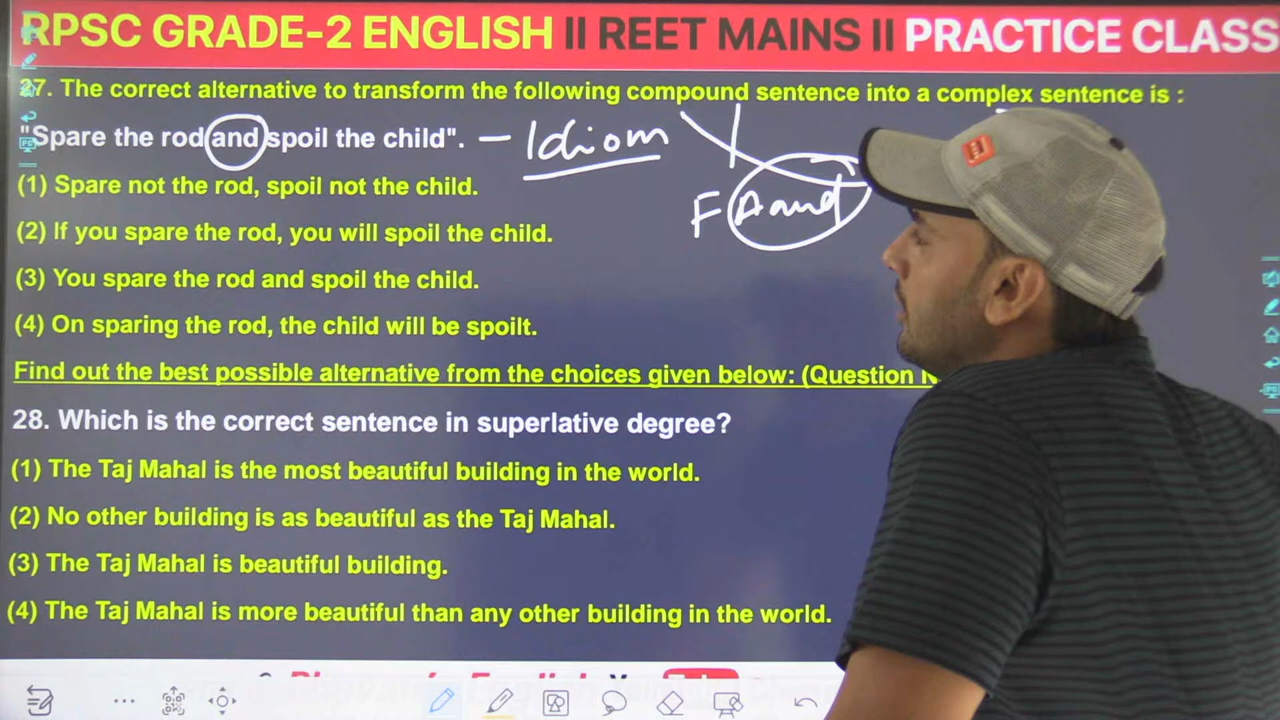 RPSC GRADE-2 ENGLISH II REET MAINS II PRACTICE CLASS
27. The correct alternative to transform the following compound sentence into a complex sentence is :
"Spare the rod and spoil the child". – Idiom
FAand
(1) Spare not the rod, spoil not the child.
(2) If you spare the rod, you will spoil the child.
(3) You spare the rod and spoil the child.
(4) On sparing the rod, the child will be spoilt.
Find out the best possible alternative from the choices given below: (Question
28. Which is the correct sentence in superlative degree?
(1) The Taj Mahal is the most beautiful building in the world.
(2) No other building is as beautiful as the Taj Mahal.
(3) The Taj Mahal is beautiful building.
(4) The Taj Mahal is more beautiful than any other building in the world.